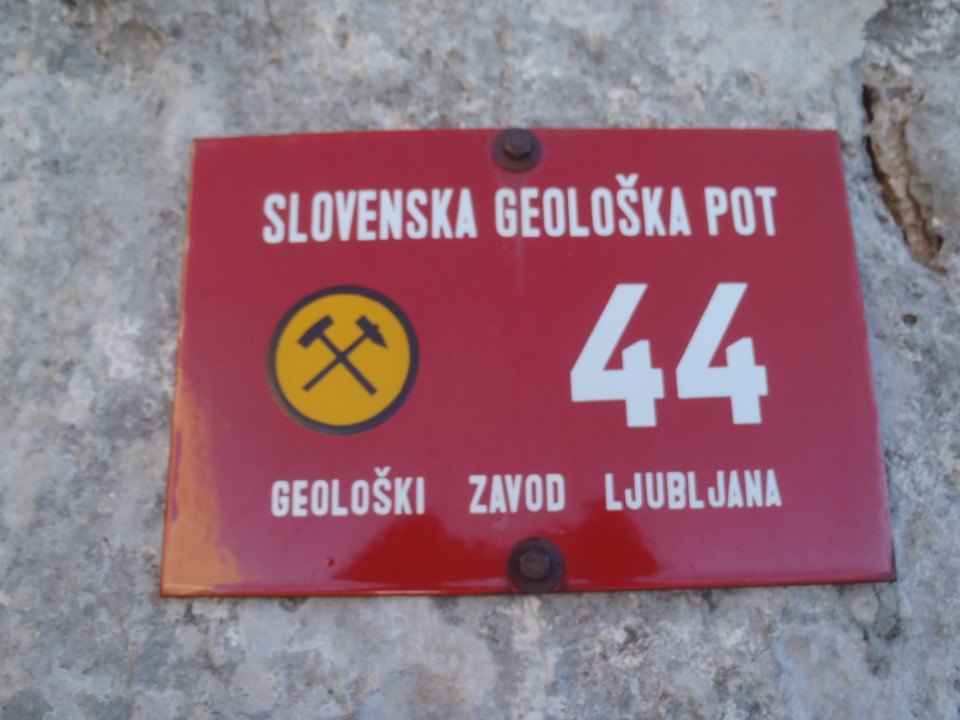 SLOVENSKA GEOLOŠKA POT
44
GEOLOŠKI ZAVOD LJUBLJANA